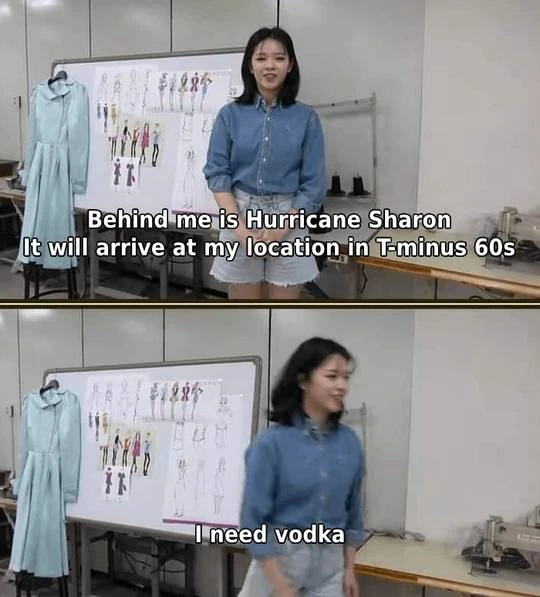 Behind me is Hurricane Sharon
It will arrive at my location in T-minus 60s
I need vodka